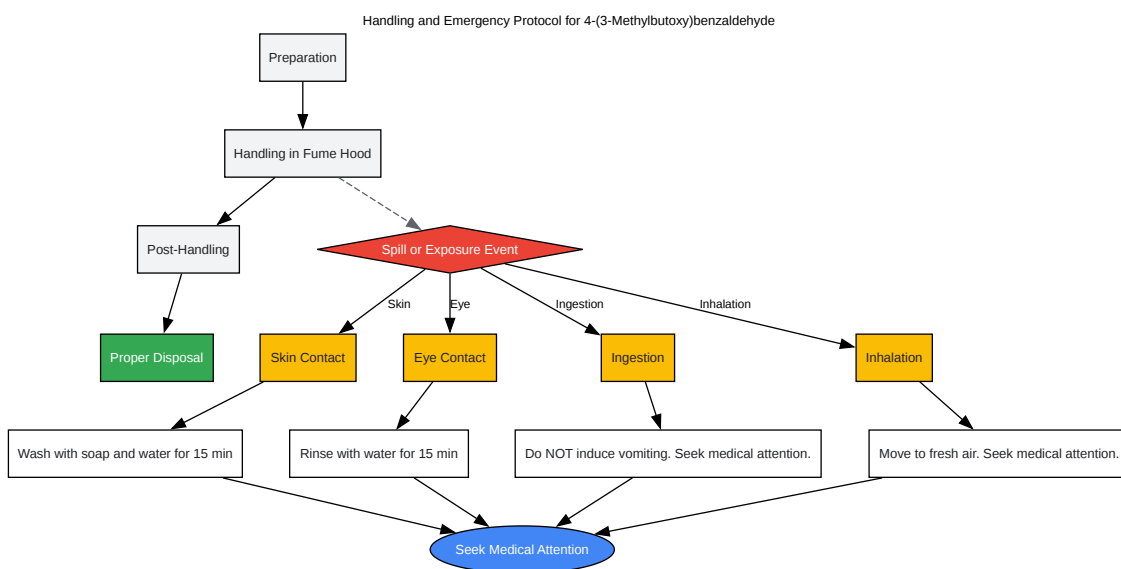 Handling and Emergency Protocol for 4-(3-Methylbutoxy)benzaldehyde
Preparation
Handling in Fume Hood
Post-Handling
Spill or Exposure Event
Skin
Eye
Ingestion
Inhalation
Proper Disposal
Skin Contact
Eye Contact
Ingestion
Inhalation
Wash with soap and water for 15 min
Rinse with water for 15 min
Do NOT induce vomiting. Seek medical attention.
Move to fresh air. Seek medical attention.
Seek Medical Attention